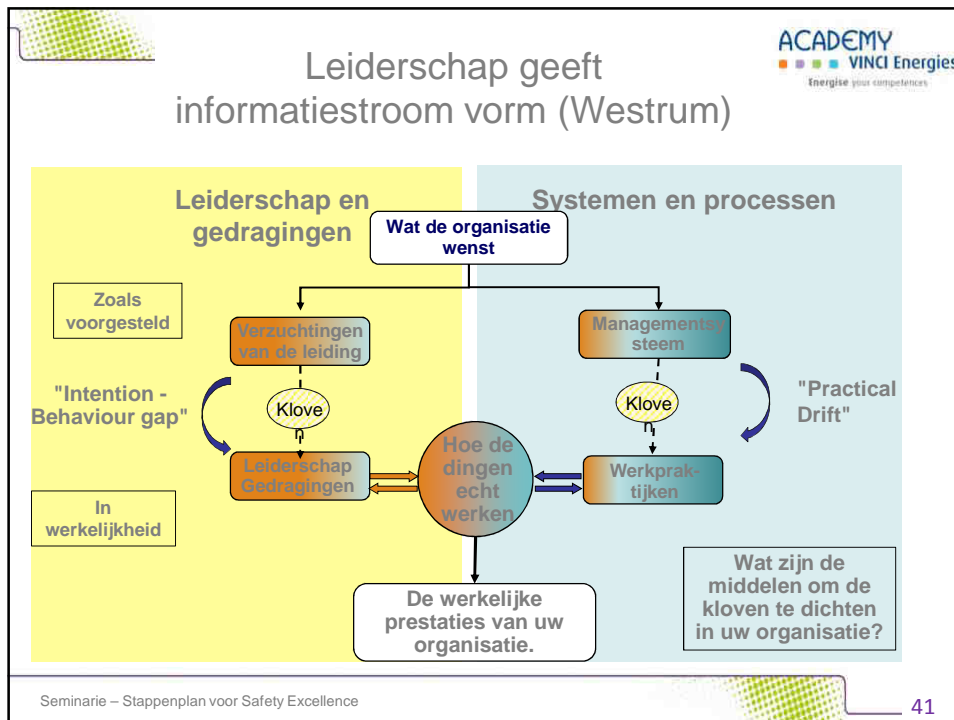 Leiderschap geeft
informatiestroom vorm (Westrum)
ACADEMY
VINCI Energies
Energise your competences
Leiderschap en
gedragingen
Systemen en processen
Wat de organisatie
wenst
Zoals
voorgesteld
Verzuchtingen
van de leiding
Managementsy
steem
"Intention -
Behaviour gap"
Klove
n
Klove
n
"Practical
Drift"
Hoe de
dingen
echt
werken
Leiderschap
Gedragingen
Werkprak-
tijken
In
werkelijkheid
De werkelijke
prestaties van uw
organisatie.
Wat zijn de
middelen om de
kloven te dichten
in uw organisatie?
Seminarie – Stappenplan voor Safety Excellence
41